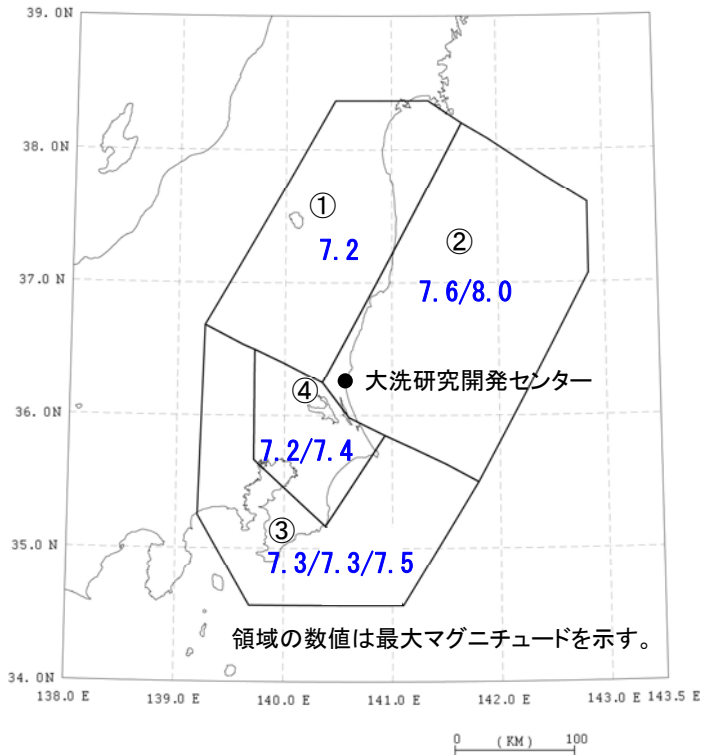 39.0N
38.0N
①
7.2
②
7.6/8.0
37.0 N
大洗研究開発センター
④
36.0 N
7.2/7.4
③
35.0 N
7.3/7.3/7.5
領域の数値は最大マグニチュードを示す。
34.0 N
138.0 E 139.0 E 140.0 E 141.0 E 142.0 E 143.0 E 143.5 E
0 (KM) 100